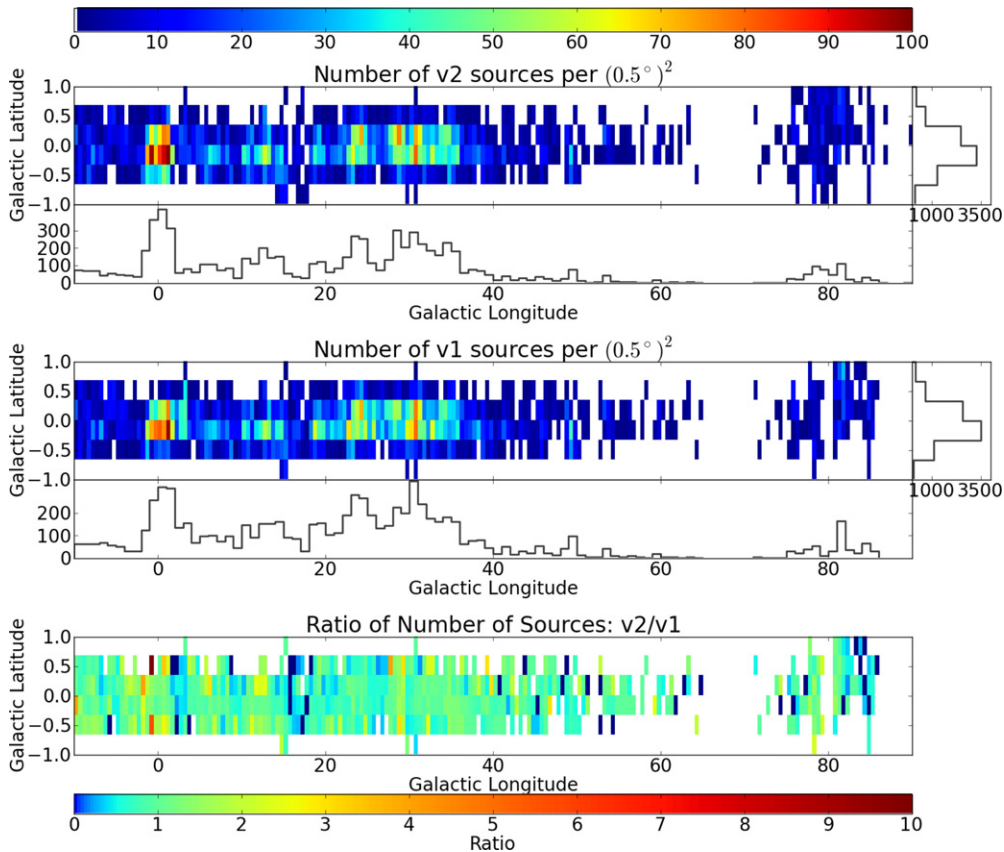 0 10 20 30 40 50 60 70 80 90 100
Number of v2 sources per (0.5°)²
Galactic Latitude
1.0
0.5
0.0
−0.5
−1.0
1000 3500
300
200
100
0
0 20 40 60 80
Galactic Longitude
Number of v1 sources per (0.5°)²
Galactic Latitude
1.0
0.5
0.0
−0.5
−1.0
1000 3500
200
100
0
0 20 40 60 80
Galactic Longitude
Ratio of Number of Sources: v2/v1
Galactic Latitude
1.0
0.5
0.0
−0.5
−1.0
0 20 40 60 80
Galactic Longitude
0 1 2 3 4 5 6 7 8 9 10
Ratio